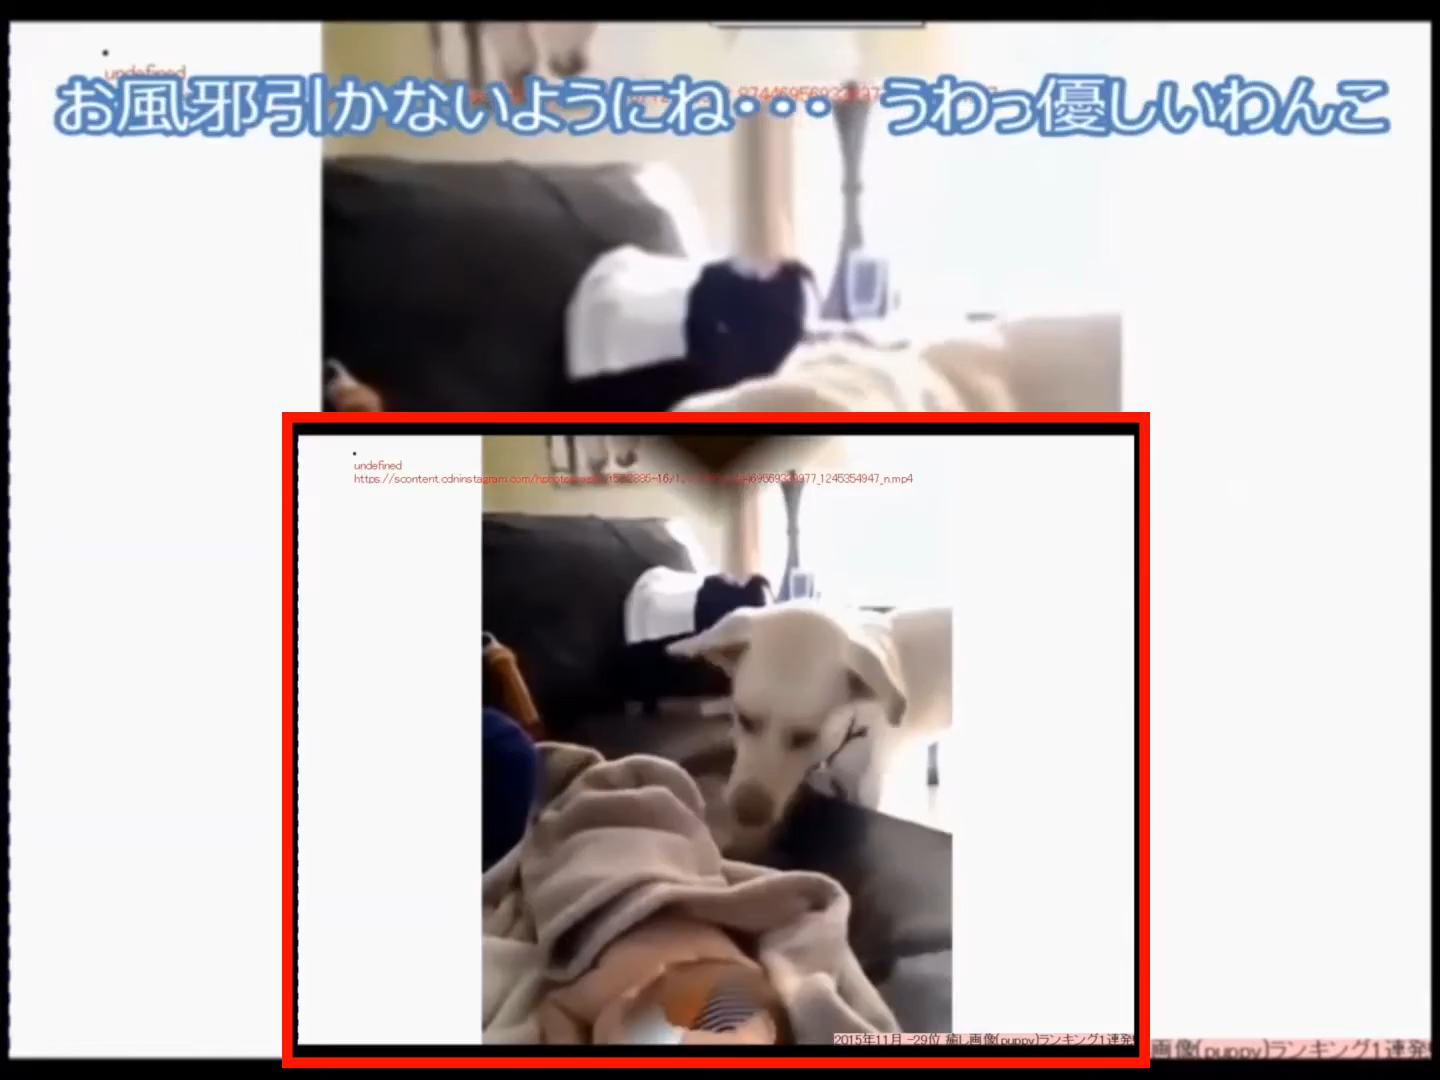 undefined
お風邪引かないようにね・・・ うわっ優しいわんこ
undefined
2015年11月 -29位 癒し画像(puppy)ランキング1連発
画像(puppy)ランキング1連発